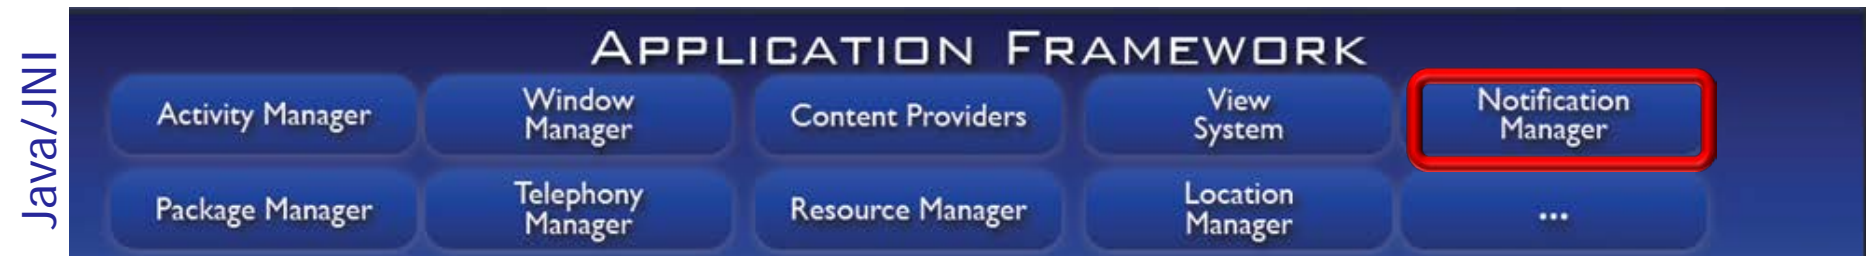 Java/JNI
APPLICATION FRAMEWORK
Activity Manager
Window
Manager
Content Providers
View
System
Notification
Manager
Package Manager
Telephony
Manager
Resource Manager
Location
Manager
...